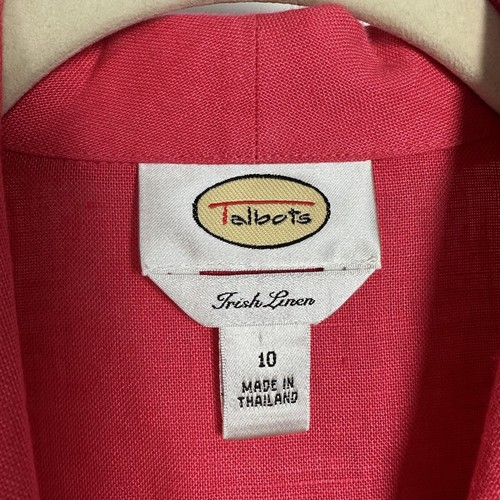 Talbots
Irish Linen
10
MADE IN
THAILAND